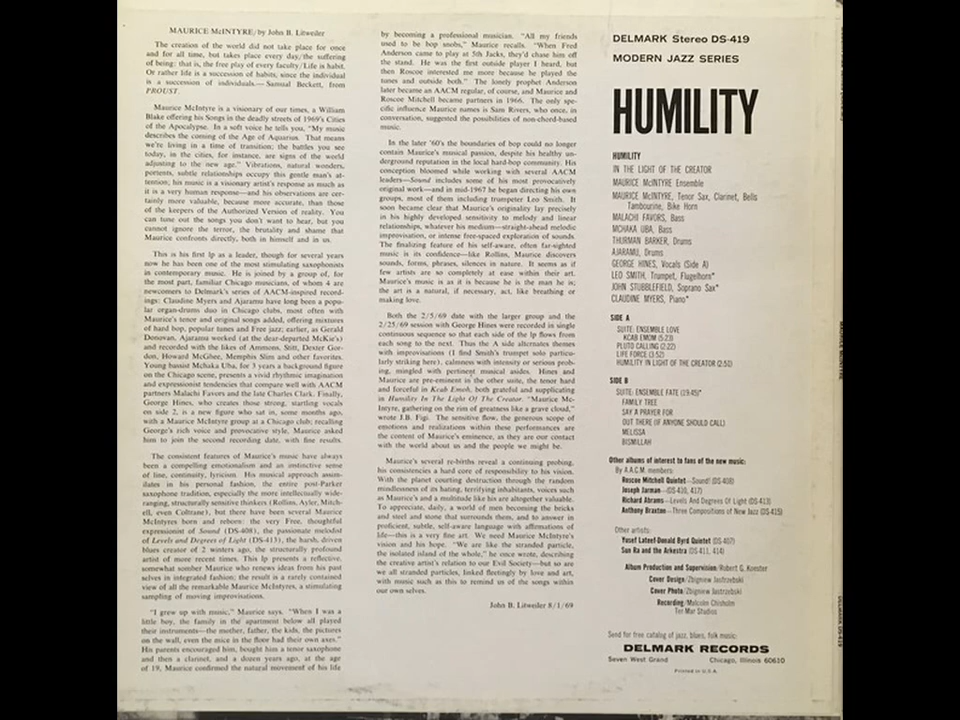 MAURICE McINTYRE/by John B. Litweiler
The creation of the world did not take place for once
and for all time, but takes place every day/the suffering
of being: that is, the free play of every faculty/Life is habit.
Or rather life is a succession of habits, since the individual
is a succession of individuals.—Samual Beckett, from
PROUST.
Maurice McIntyre is a visionary of our times, a William
Blake offering his Songs in the deadly streets of 1969's Cities
of the Apocalypse. In a soft voice he tells you, "My music
describes the coming of the Age of Aquarius. That means
we're living in a time of transition; the battles you see
today, in the cities, for instance, are signs of the world
adjusting to the new age." Vibrations, natural wonders,
portents, subtle relationships occupy this gentle man's at-
tention; his music is a visionary artist's response as much as
it is a very human response—and his observations are cer-
tainly more valuable, because more accurate, than those
of the keepers of the Authorized Version of reality. You
can tune out the songs you don't want to hear, but you
cannot ignore the terror, the brutality and shame that
Maurice confronts directly, both in himself and in us.
This is his first lp as a leader, though for several years
now he has been one of the most stimulating saxophonists
in contemporary music. He is joined by a group of, for
the most part, familiar Chicago musicians, of whom 4 are
newcomers to Delmark's series of AACM-inspired record-
ings: Claudine Myers and Ajaramu have long been a popu-
lar organ-drums duo in Chicago clubs, most often with
Maurice's tenor and original songs added, offering mixtures
of hard bop, popular tunes and Free jazz; earlier, as Gerald
Donovan, Ajaramu worked (at the dear-departed McKie's)
and recorded with the likes of Ammons, Stitt, Dexter Gor-
don, Howard McGhee, Memphis Slim and other favorites.
Young bassist Mchaka Uba, for 3 years a background figure
on the Chicago scene, presents a vivid rhythmic imagination
and expressionist tendencies that compare well with AACM
partners Malachi Favors and the late Charles Clark. Finally,
George Hines, who creates those strong, startling vocals
on side 2, is a new figure who sat in, some months ago,
with a Maurice McIntyre group at a Chicago club; recalling
George's rich voice and provocative style, Maurice asked
him to join the second recording date, with fine results.
The consistent features of Maurice's music have always
been a compelling emotionalism and an instinctive sense
of line, continuity, lyricism. His musical approach assim-
ilates in his personal fashion, the entire post-Parker
saxophone tradition, especially the more intellectually wide-
ranging, structurally sensitive thinkers (Rollins, Ayler, Mitch-
ell, even Coltrane), but there have been several Maurice
McIntyres born and reborn: the very Free, thoughtful
expressionist of Sound (DS-408), the passionate melodist
of Levels and Degrees of Light (DS-413), the harsh, driven
blues creator of 2 winters ago, the structurally profound
artist of more recent times. This lp presents a reflective,
somewhat somber Maurice who renews ideas from his past
selves in integrated fashion; the result is a rarely contained
view of all the remarkable Maurice McIntyres, a stimulating
sampling of moving improvisations.
"I grew up with music," Maurice says. "When I was a
little boy, the family in the apartment below all played
their instruments—the mother, father, the kids, the pictures
on the wall, even the mice in the floor had their own axes."
His parents encouraged him, bought him a tenor saxophone
and then a clarinet, and a dozen years ago, at the age
of 19, Maurice confirmed the natural movement of his life
by becoming a professional musician. "All my friends
used to be bop snobs," Maurice recalls. "When Fred
Anderson came to play at 5th Jacks, they'd chase him off
the stand. He was the first outside player I heard, but
then Roscoe interested me more because he played the
tunes and outside both." The lonely prophet Anderson
later became an AACM regular, of course, and Maurice and
Roscoe Mitchell became partners in 1966. The only spe-
cific influence Maurice names is Sam Rivers, who once, in
conversation, suggested the possibilities of non-chord-based
music.
In the later '60's the boundaries of bop could no longer
contain Maurice's musical passion, despite his healthy un-
derground reputation in the local hard-bop community. His
conception bloomed while working with several AACM
leaders—Sound includes some of his most provocatively
original work—and in mid-1967 he began directing his own
groups, most of them including trumpeter Leo Smith. It
soon became clear that Maurice's originality lay precisely
in his highly developed sensitivity to melody and linear
relationships, whatever his medium—straight-ahead melodic
improvisation, or intense free-spaced exploration of sounds.
The finalizing feature of his self-aware, often far-sighted
music is its confidence—like Rollins, Maurice discovers
sounds, forms, phrases, silences in nature. It seems as if
few artists are so completely at ease within their art.
Maurice's music is as it is because he is the man he is;
the art is a natural, if necessary, act, like breathing or
making love.
Both the 2/5/69 date with the larger group and the
2/25/69 session with George Hines were recorded in single
continuous sequence so that each side of the lp flows from
each song to the next. Thus the A side alternates themes
with improvisations (I find Smith's trumpet solo particu-
larly striking here), calmness with intensity or serious prob-
ing, mingled with pertinent musical asides. Hines and
Maurice are pre-eminent in the other suite, the tenor hard
and forceful in Kcab Emoh, both grateful and supplicating
in Humility In The Light Of The Creator. "Maurice Mc-
Intyre, gathering on the rim of greatness like a grave cloud,"
wrote J.B. Figi. The sensitive flow, the generous scope of
emotions and realizations within these performances are
the content of Maurice's eminence, as they are our contact
with the world about us and the people we might be.
Maurice's several re-births reveal a continuing probing,
his consistencies a hard core of responsibility to his vision.
With the planet courting destruction through the random
mindlessness of its hating, terrifying inhabitants, voices such
as Maurice's and a multitude like his are altogether valuable.
To appreciate, daily, a world of men becoming the bricks
and steel and stone that surrounds them, and to answer in
proficient, subtle, self-aware language with affirmations of
life—this is a very fine art. We need Maurice McIntyre's
vision and his hope. "We are like the stranded particle,
the isolated island of the whole," he once wrote, describing
the creative artist's relation to our Evil Society—but so are
we all stranded particles, linked fleetingly by love and art,
with music such as this to remind us of the songs within
our own selves.
John B. Litweiler 8/1/69
DELMARK Stereo DS-419
MODERN JAZZ SERIES
HUMILITY
HUMILITY
IN THE LIGHT OF THE CREATOR
MAURICE McINTYRE Ensemble
MAURICE McINTYRE, Tenor Sax, Clarinet, Bells
Tambourine, Bike Horn
MALACHI FAVORS, Bass
MCHAKA UBA, Bass
THURMAN BARKER, Drums
AJARAMU, Drums
GEORGE HINES, Vocals (Side A)
LEO SMITH, Trumpet, Flugelhorn*
JOHN STUBBLEFIELD, Soprano Sax*
CLAUDINE MYERS, Piano*
SIDE A
SUITE: ENSEMBLE LOVE
KCAB EMOM (5:23)
PLUTO CALLING (2:22)
LIFE FORCE (3:52)
HUMILITY IN LIGHT OF THE CREATOR (2:51)
SIDE B
SUITE: ENSEMBLE FATE (19:45)*
FAMILY TREE
SAY A PRAYER FOR
OUT THERE (IF ANYONE SHOULD CALL)
MELISSA
BISMILLAH
Other albums of interest to fans of the new music:
By A.A.C.M. members:
Roscoe Mitchell Quintet—Sound! (DS-408)
Joseph Jarman—(DS-410, 417)
Richard Abrams—Levels And Degrees Of Light (DS-413)
Anthony Braxton—Three Compositions of New Jazz (DS-415)
Other artists:
Yusef Lateef-Donald Byrd Quintet (DS-407)
Sun Ra and the Arkestra (DS-411, 414)
Album Production and Supervision/Robert G. Koester
Cover Design/Zbigniew Jastrzebski
Cover Photo/Zbigniew Jastrzebski
Recording/Malcolm Chisholm
Ter Mar Studios
Send for free catalog of jazz, blues, folk music:
DELMARK RECORDS
Seven West Grand Chicago, Illinois 60610
Printed in U.S.A.